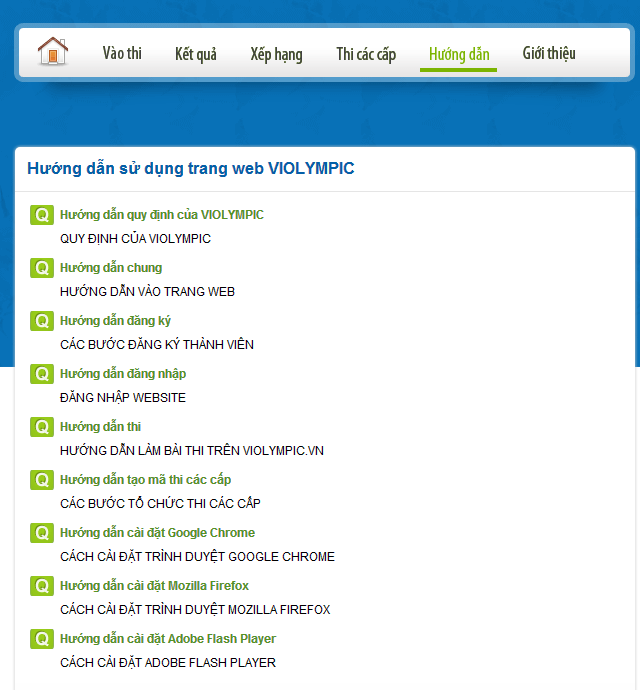 Vào thi Kết quả Xếp hạng Thi các cấp Hướng dẫn Giới thiệu
Hướng dẫn sử dụng trang web VIOLYMPIC
Q Hướng dẫn quy định của VIOLYMPIC
QUY ĐỊNH CỦA VIOLYMPIC
Q Hướng dẫn chung
HƯỚNG DẪN VÀO TRANG WEB
Q Hướng dẫn đăng ký
CÁC BƯỚC ĐĂNG KÝ THÀNH VIÊN
Q Hướng dẫn đăng nhập
ĐĂNG NHẬP WEBSITE
Q Hướng dẫn thi
HƯỚNG DẪN LÀM BÀI THI TRÊN VIOLYMPIC.VN
Q Hướng dẫn tạo mã thi các cấp
CÁC BƯỚC TỔ CHỨC THI CÁC CẤP
Q Hướng dẫn cài đặt Google Chrome
CÁCH CÀI ĐẶT TRÌNH DUYỆT GOOGLE CHROME
Q Hướng dẫn cài đặt Mozilla Firefox
CÁCH CÀI ĐẶT TRÌNH DUYỆT MOZILLA FIREFOX
Q Hướng dẫn cài đặt Adobe Flash Player
CÁCH CÀI ĐẶT ADOBE FLASH PLAYER